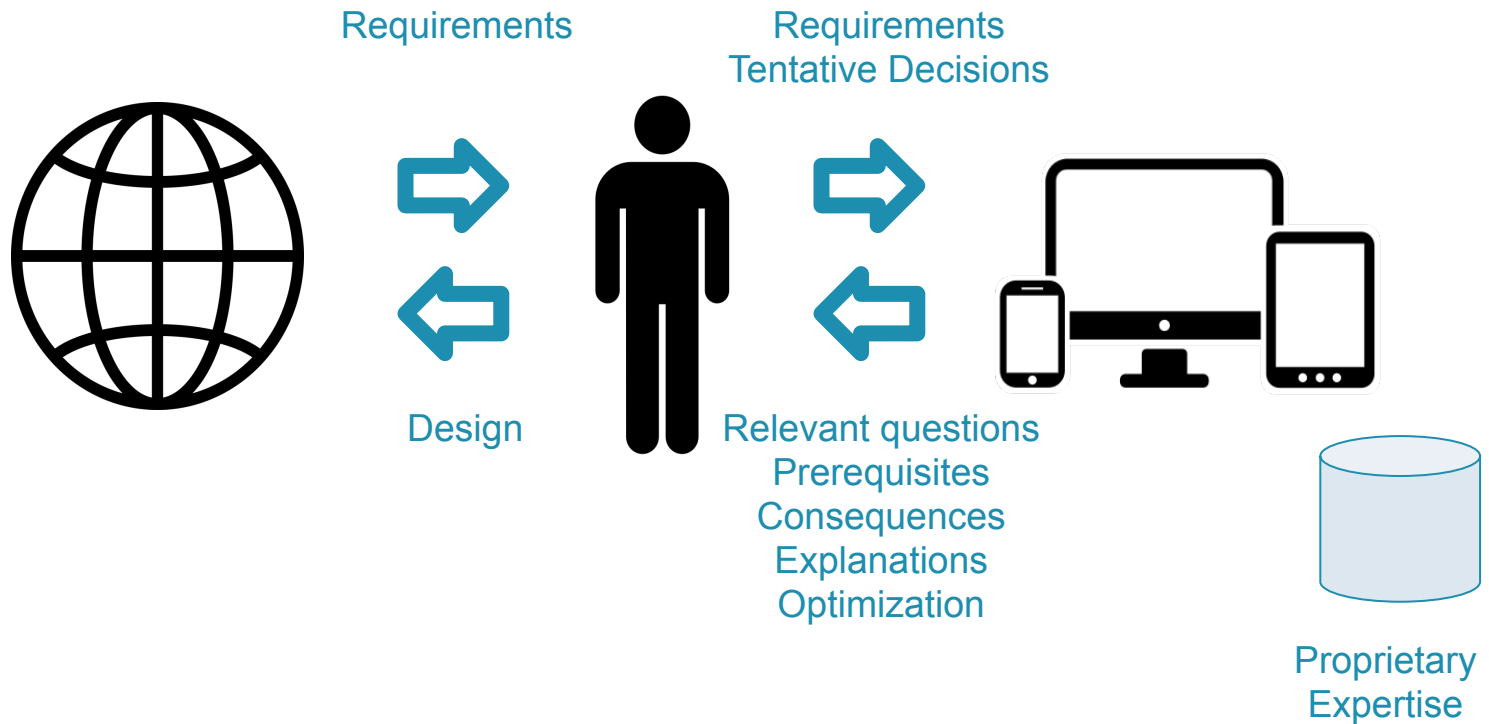 Requirements
Requirements
Tentative Decisions
Design
Relevant questions
Prerequisites
Consequences
Explanations
Optimization
Proprietary
Expertise